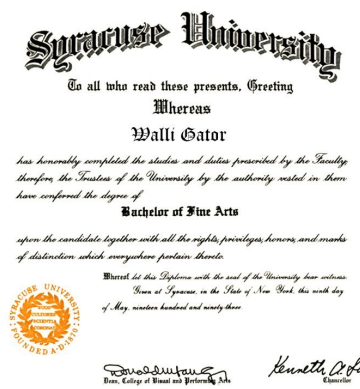 Syracuse University
To all who read these presents, Greeting
Whereas
Walli Gator
has honorably completed the studies and duties prescribed by the Faculty,
therefore, the Trustees of the University by the authority vested in them
have conferred the degree of
Bachelor of Fine Arts
upon the candidate together with all the rights, privileges, honors, and marks
of distinction which everywhere pertain thereto.
Whereof let this Diploma with the seal of the University bear witness.
Given at Syracuse, in the State of New York, this ninth day
of May, nineteen hundred and ninety three
SYRACUSE UNIVERSITY
FOUNDED A·D·1870
Dean, College of Visual and Performing Arts
Kenneth A.
Chancellor